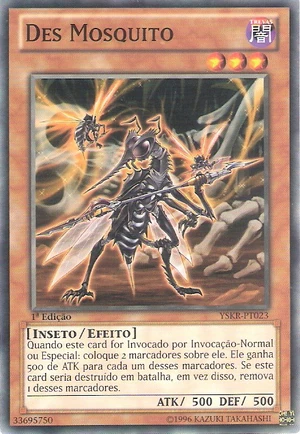 Des Mosquito
TREVAS
闇
1ª Edição
YSKR-PT023
[Inseto/Efeito]
Quando este card for Invocado por Invocação-Normal
ou Especial: coloque 2 marcadores sobre ele. Ele ganha
500 de ATK para cada um desses marcadores. Se este
card seria destruído em batalha, em vez disso, remova
1 desses marcadores.
ATK/ 500 DEF/ 500
33695750
©1996 KAZUKI TAKAHASHI